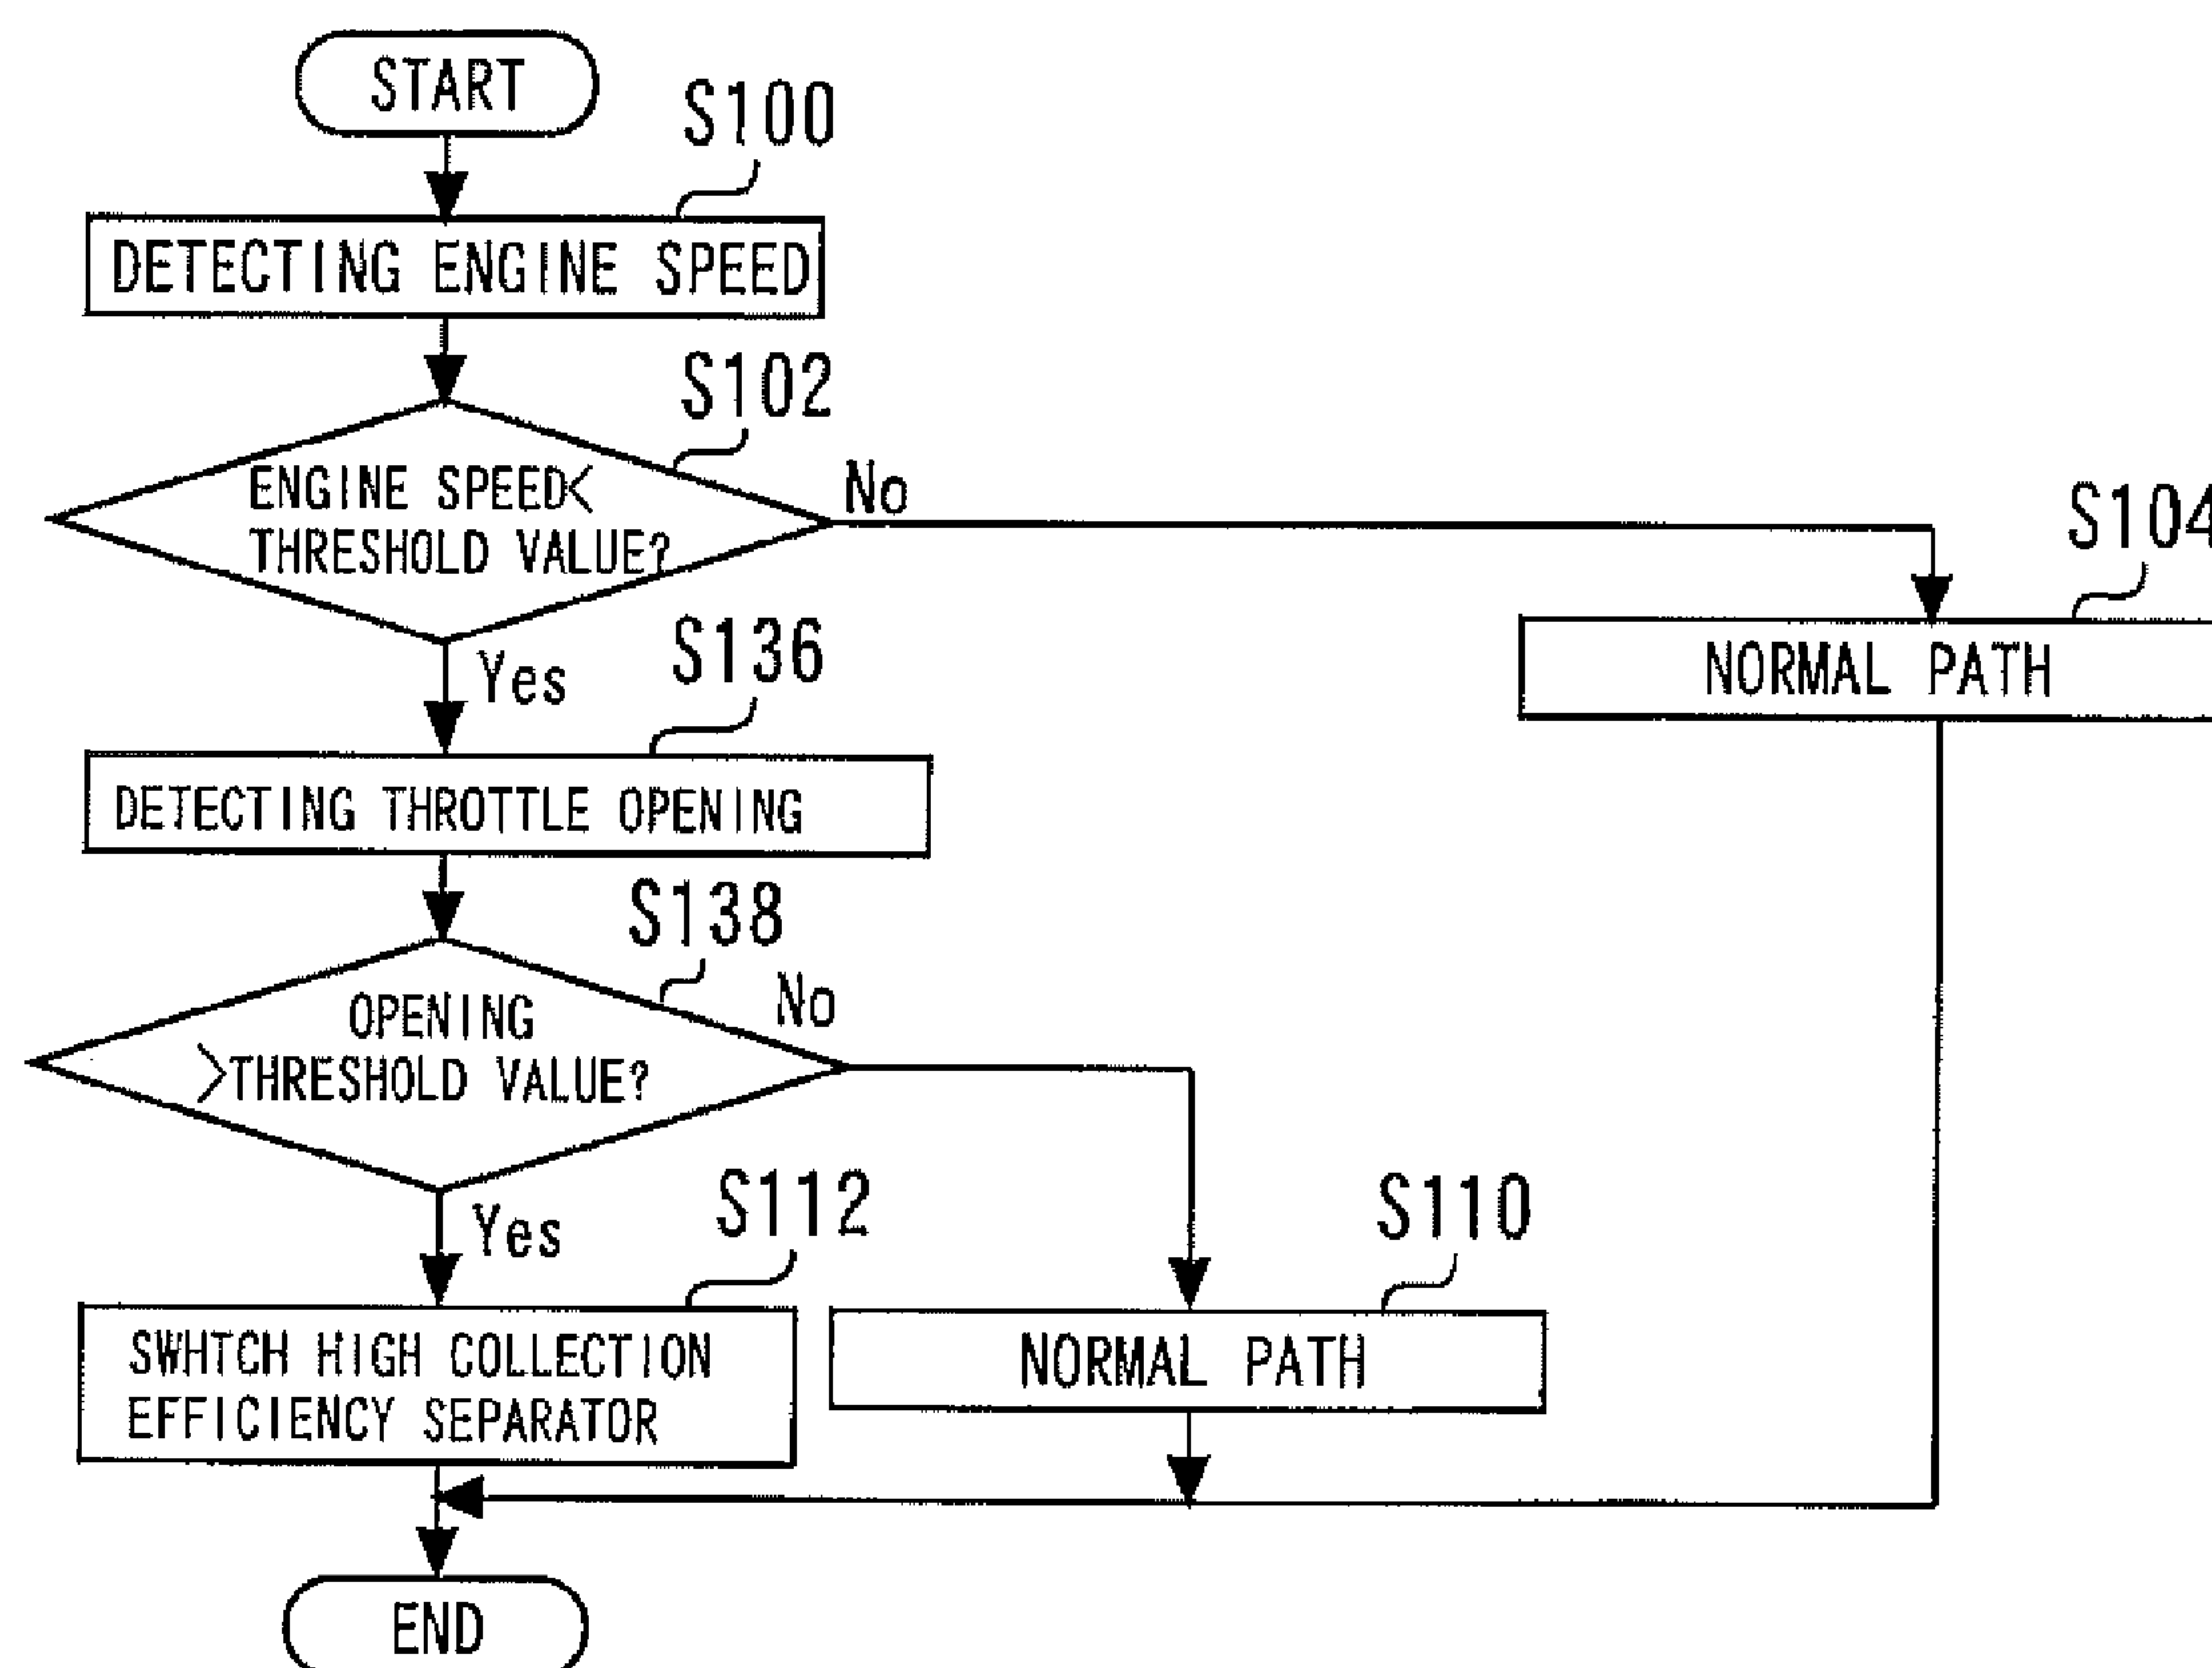 START
S100
DETECTING ENGINE SPEED
S102
ENGINE SPEED<
THRESHOLD VALUE?
No
S104
NORMAL PATH
Yes
S136
DETECTING THROTTLE OPENING
S138
OPENING
>THRESHOLD VALUE?
No
Yes
S112
SWHTCH HIGH COLLECTION
EFFICIENCY SEPARATOR
S110
NORMAL PATH
END